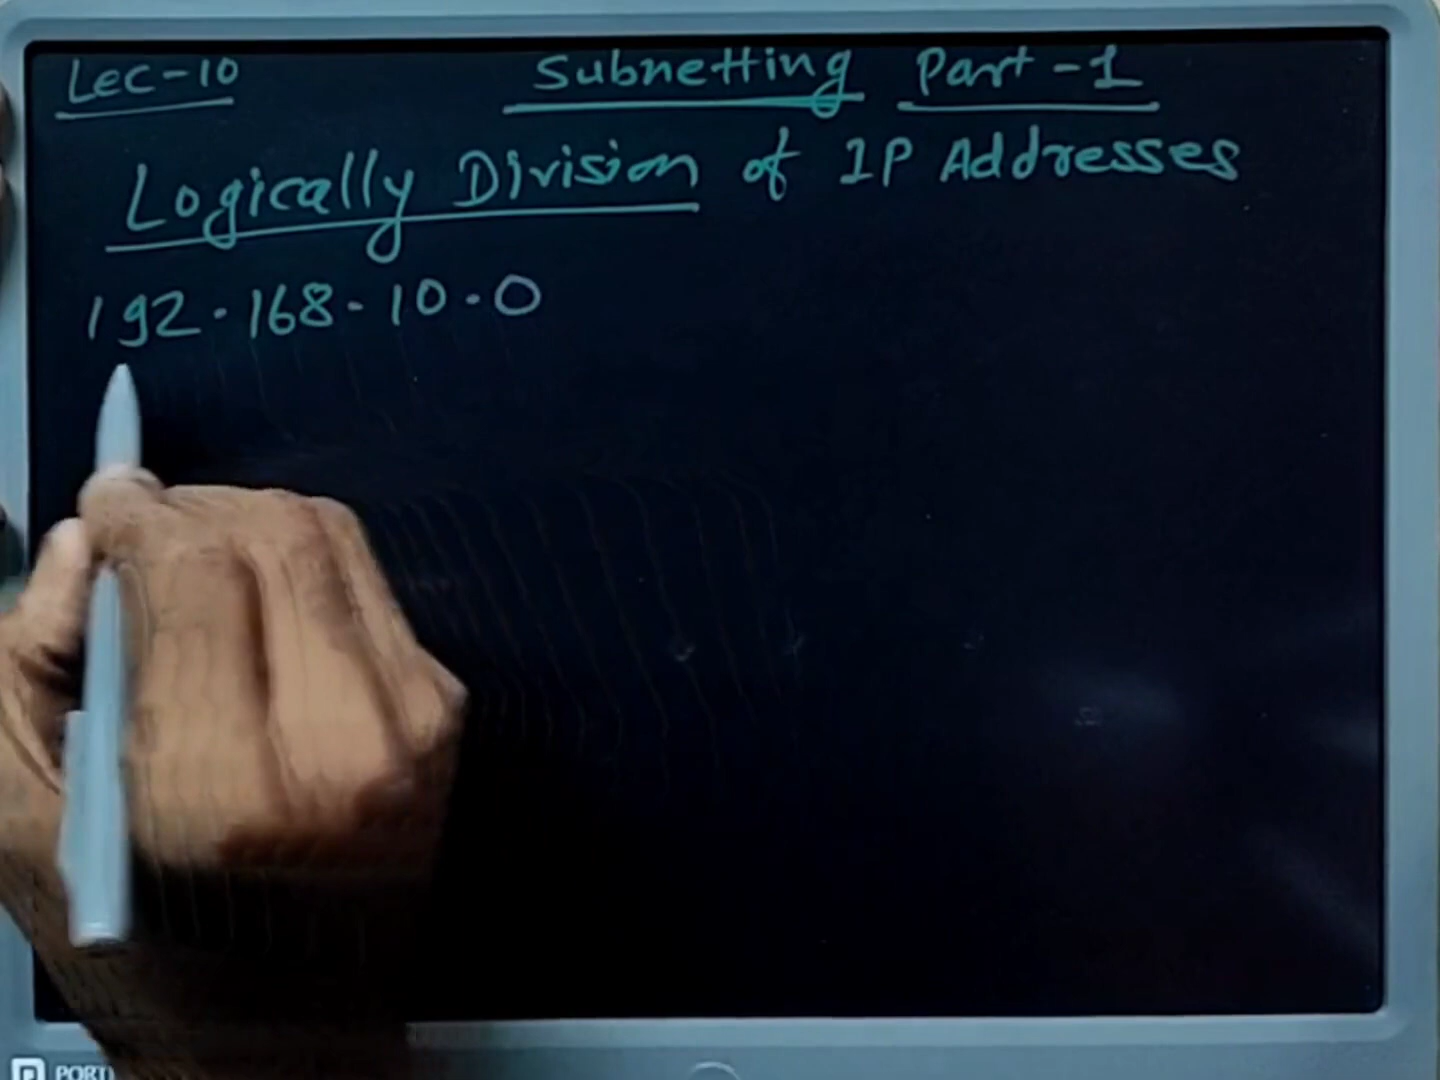 Lec-10
Subnetting Part-1
Logically Division of IP Addresses
192.168.10.0